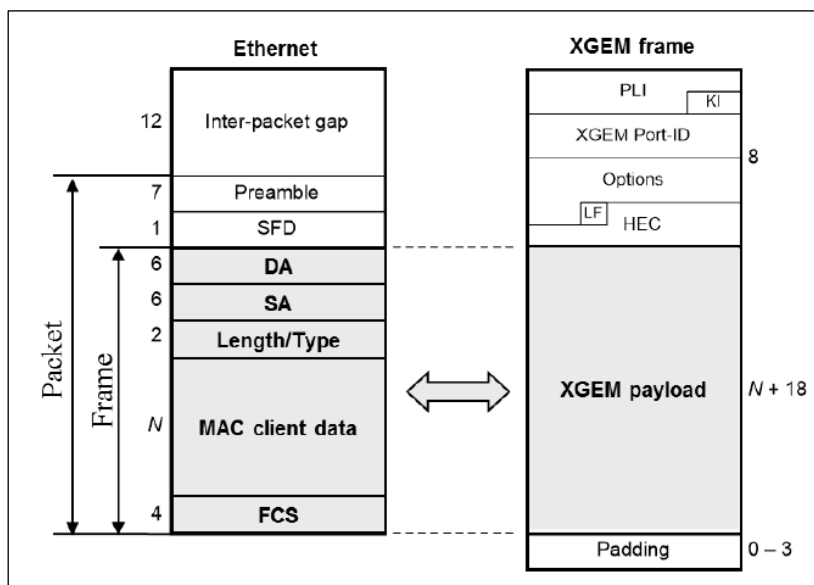 Ethernet
XGEM frame
12
Inter-packet gap
PLI
KI
XGEM Port-ID
8
7
Preamble
Options
1
SFD
LF
HEC
6
DA
6
SA
2
Length/Type
Packet
Frame
N
MAC client data
XGEM payload
N + 18
4
FCS
Padding
0 – 3